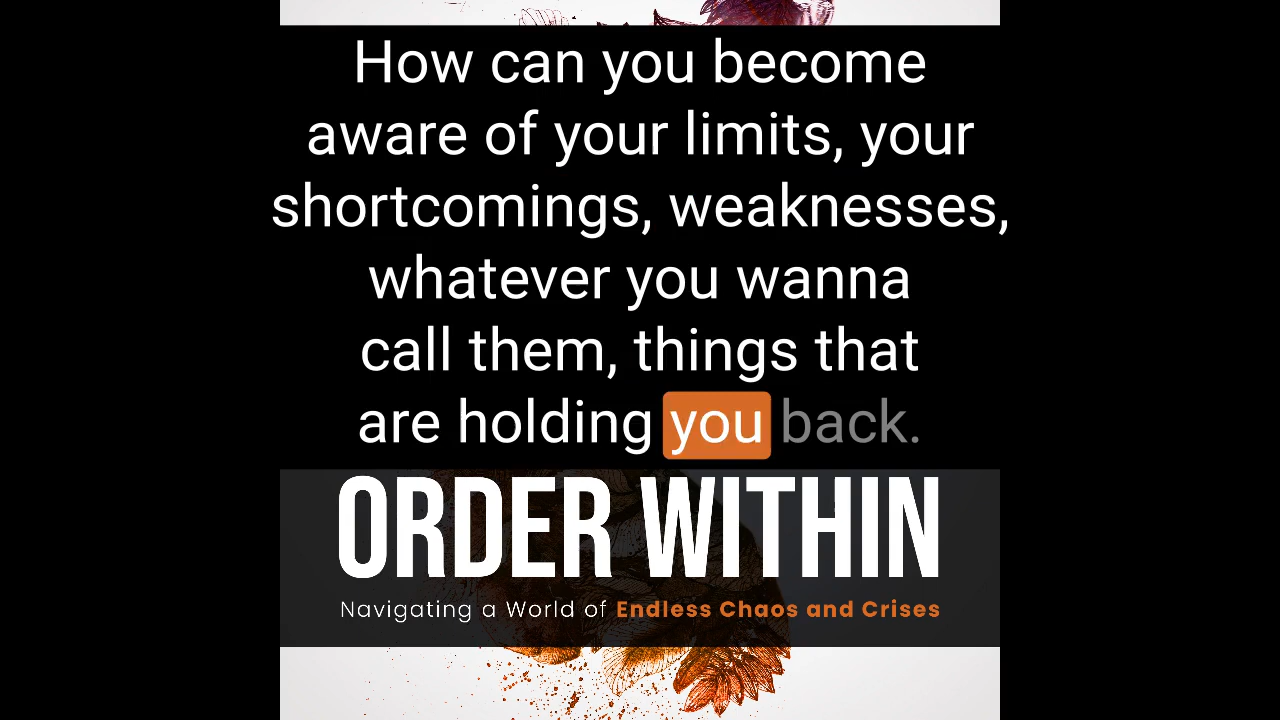 How can you become
aware of your limits, your
shortcomings, weaknesses,
whatever you wanna
call them, things that
are holding you back.
ORDER WITHIN
Navigating a World of Endless Chaos and Crises